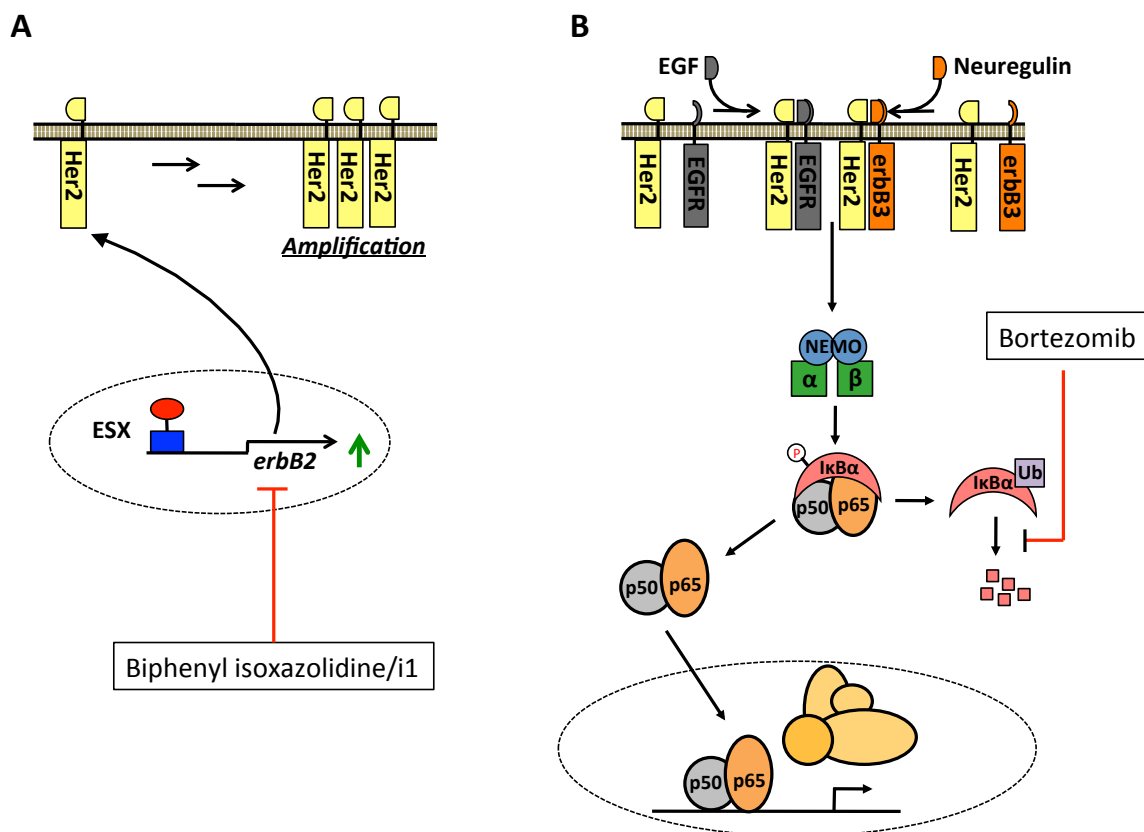 A
Her2
Her2
Her2
Her2
Amplification
ESX
erbB2
Biphenyl isoxazolidine/i1
B
EGF
Neuregulin
Her2
EGFR
Her2
EGFR
Her2
erbB3
Her2
erbB3
NEMO
α
β
Bortezomib
P
IκBα
p50
p65
IκBα
Ub
p50
p65
p50
p65